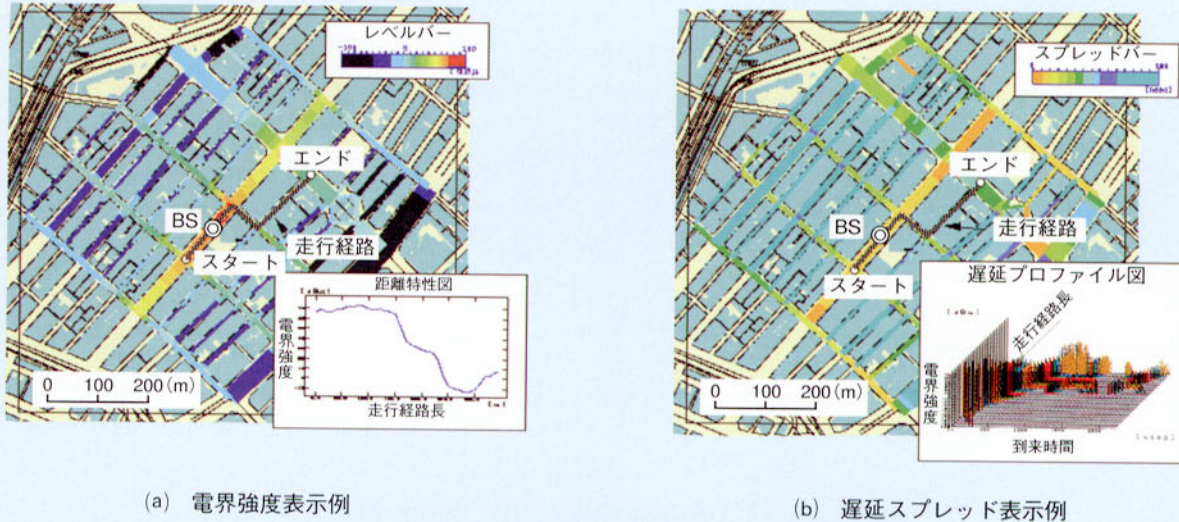 レベルバー
エンド
BS
走行経路
スタート
距離特性図
電界強度
走行経路長
0 100 200 (m)
(a) 電界強度表示例
スプレッドバー
エンド
BS
走行経路
スタート
遅延プロファイル図
走行経路長
電界強度
到来時間
0 100 200 (m)
(b) 遅延スプレッド表示例